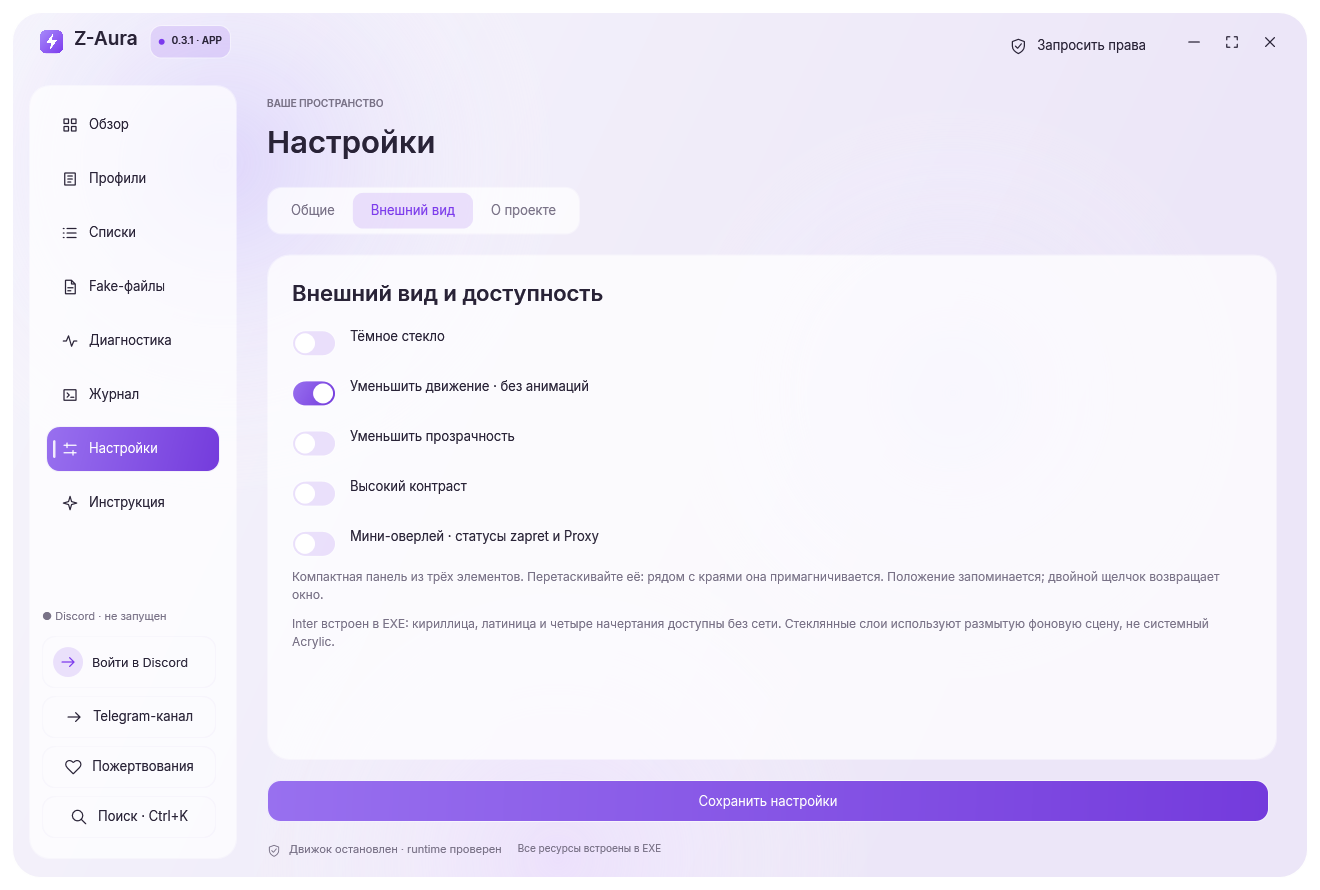 Z-Aura
0.3.1 · APP
Запросить права
Обзор
Профили
Списки
Fake-файлы
Диагностика
Журнал
Настройки
Инструкция
Discord · не запущен
Войти в Discord
Telegram-канал
Пожертвования
Поиск · Ctrl+K
ВАШЕ ПРОСТРАНСТВО
Настройки
Общие
Внешний вид
О проекте
Внешний вид и доступность
Тёмное стекло
Уменьшить движение · без анимаций
Уменьшить прозрачность
Высокий контраст
Мини-оверлей · статусы zapret и Proxy
Компактная панель из трёх элементов. Перетаскивайте её: рядом с краями она примагничивается. Положение запоминается; двойной щелчок возвращает
окно.
Inter встроен в EXE: кириллица, латиница и четыре начертания доступны без сети. Стеклянные слои используют размытую фоновую сцену, не системный
Acrylic.
Сохранить настройки
Движок остановлен · runtime проверен
Все ресурсы встроены в EXE